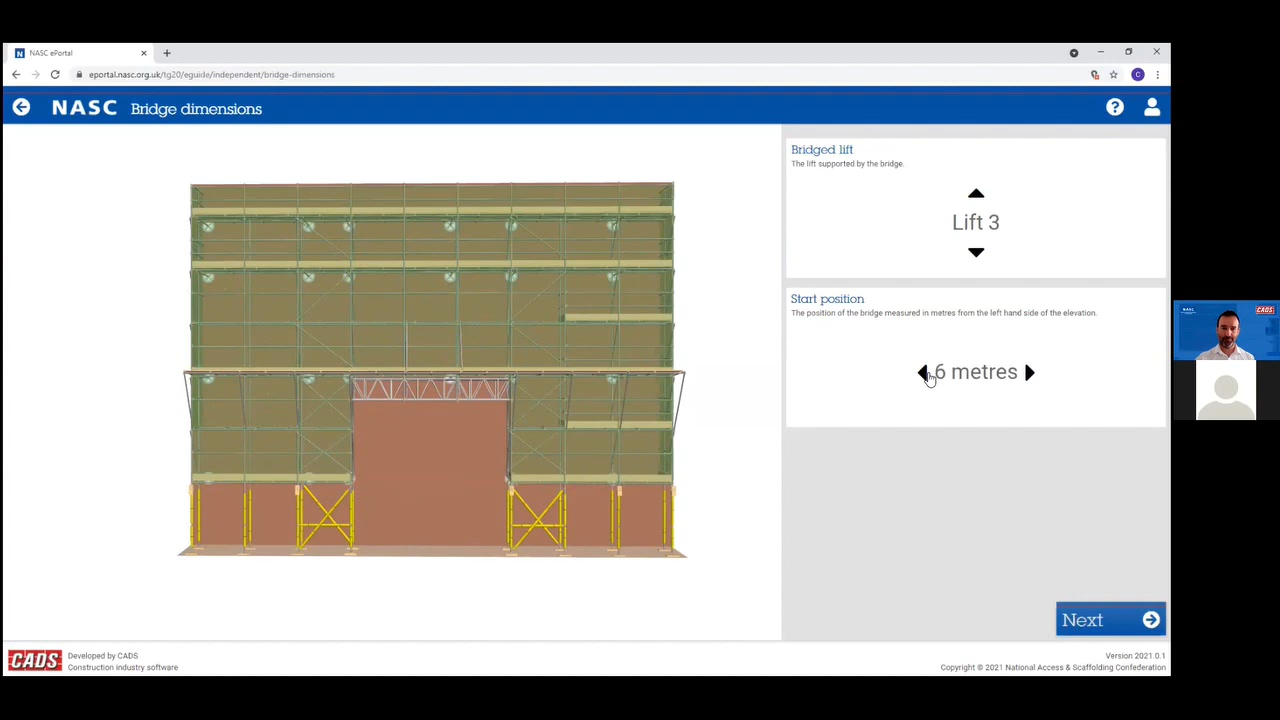 N NASC ePortal
eportal.nasc.org.uk/tg20/eguide/independent/bridge-dimensions
C
NASC Bridge dimensions
?
Bridged lift
The lift supported by the bridge.
Lift 3
Start position
The position of the bridge measured in metres from the left hand side of the elevation.
6 metres
Next
CADS
Developed by CADS
Construction industry software
Version 2021.0.1
Copyright © 2021 National Access & Scaffolding Confederation
NASC
CADS